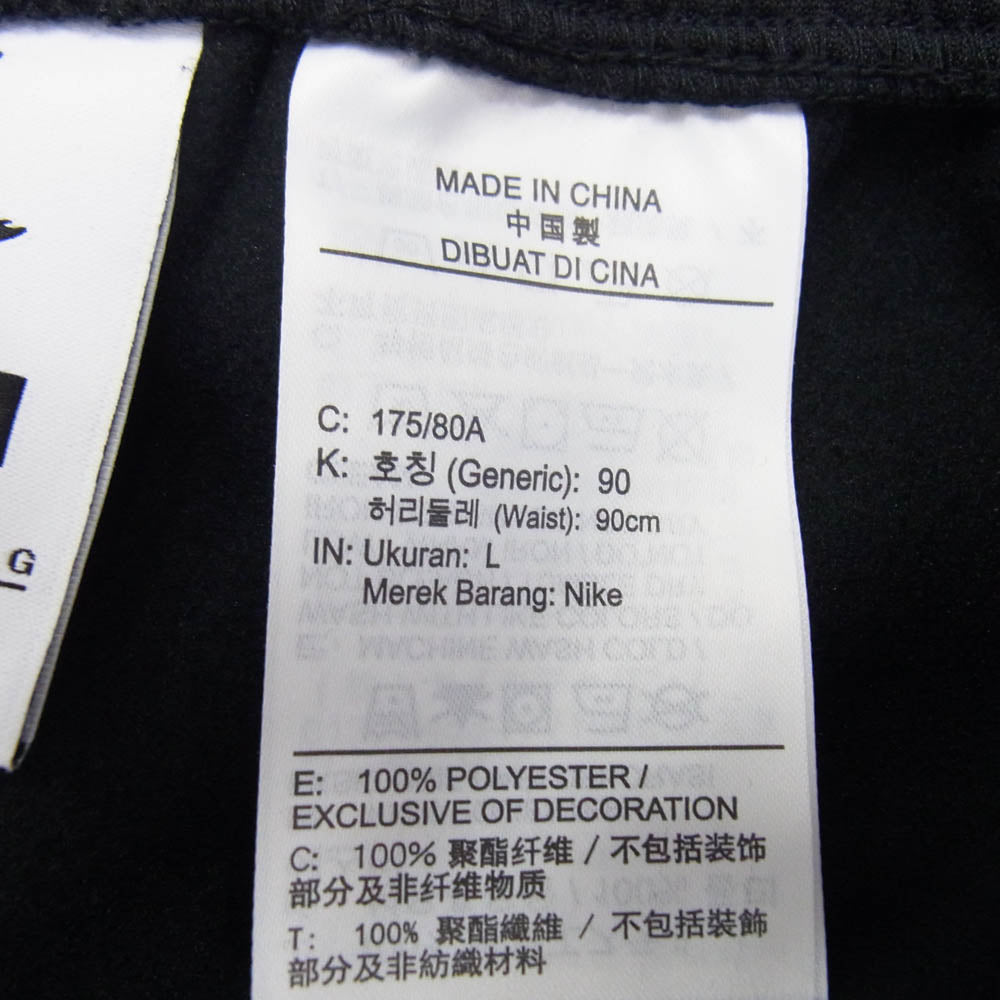 MADE IN CHINA
中国製
DIBUAT DI CINA
C: 175/80A
K: 호칭 (Generic): 90
허리둘레 (Waist): 90cm
IN: Ukuran: L
Merek Barang: Nike
E: 100% POLYESTER /
EXCLUSIVE OF DECORATION
C: 100% 聚酯纤维 / 不包括装饰
部分及非纤维物质
T: 100% 聚酯纖維 / 不包括裝飾
部分及非紡織材料
G